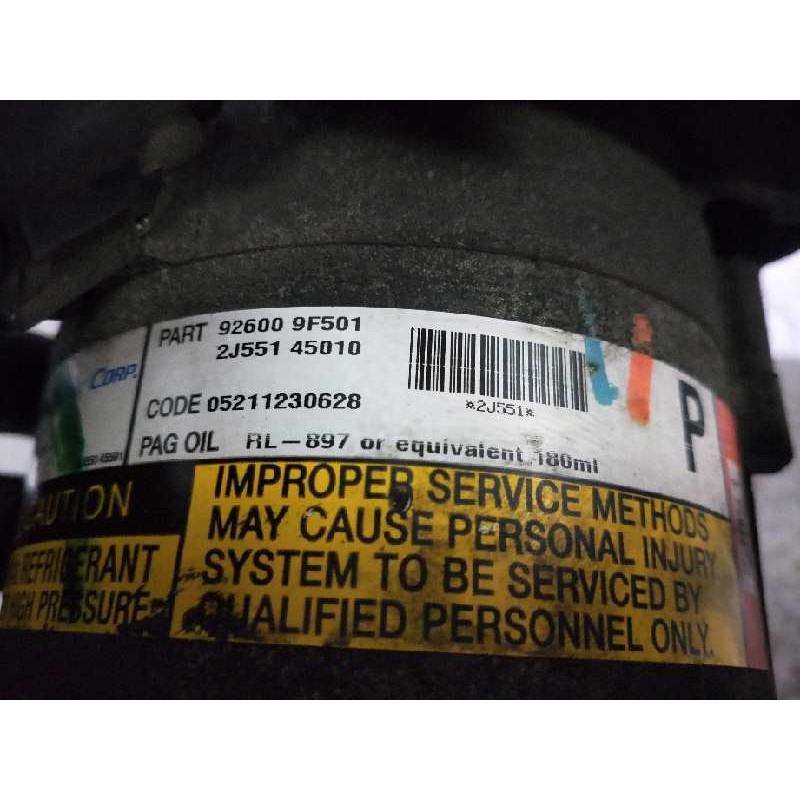 CORP.
PART 92600 9F501
2J551 45010
*2J551*
CODE 05211230628
P
PAG OIL RL-897 or equivalent 180ml
CAUTION
REFRIGERANT
HIGH PRESSURE
IMPROPER SERVICE METHODS
MAY CAUSE PERSONAL INJURY
SYSTEM TO BE SERVICED BY
QUALIFIED PERSONNEL ONLY.